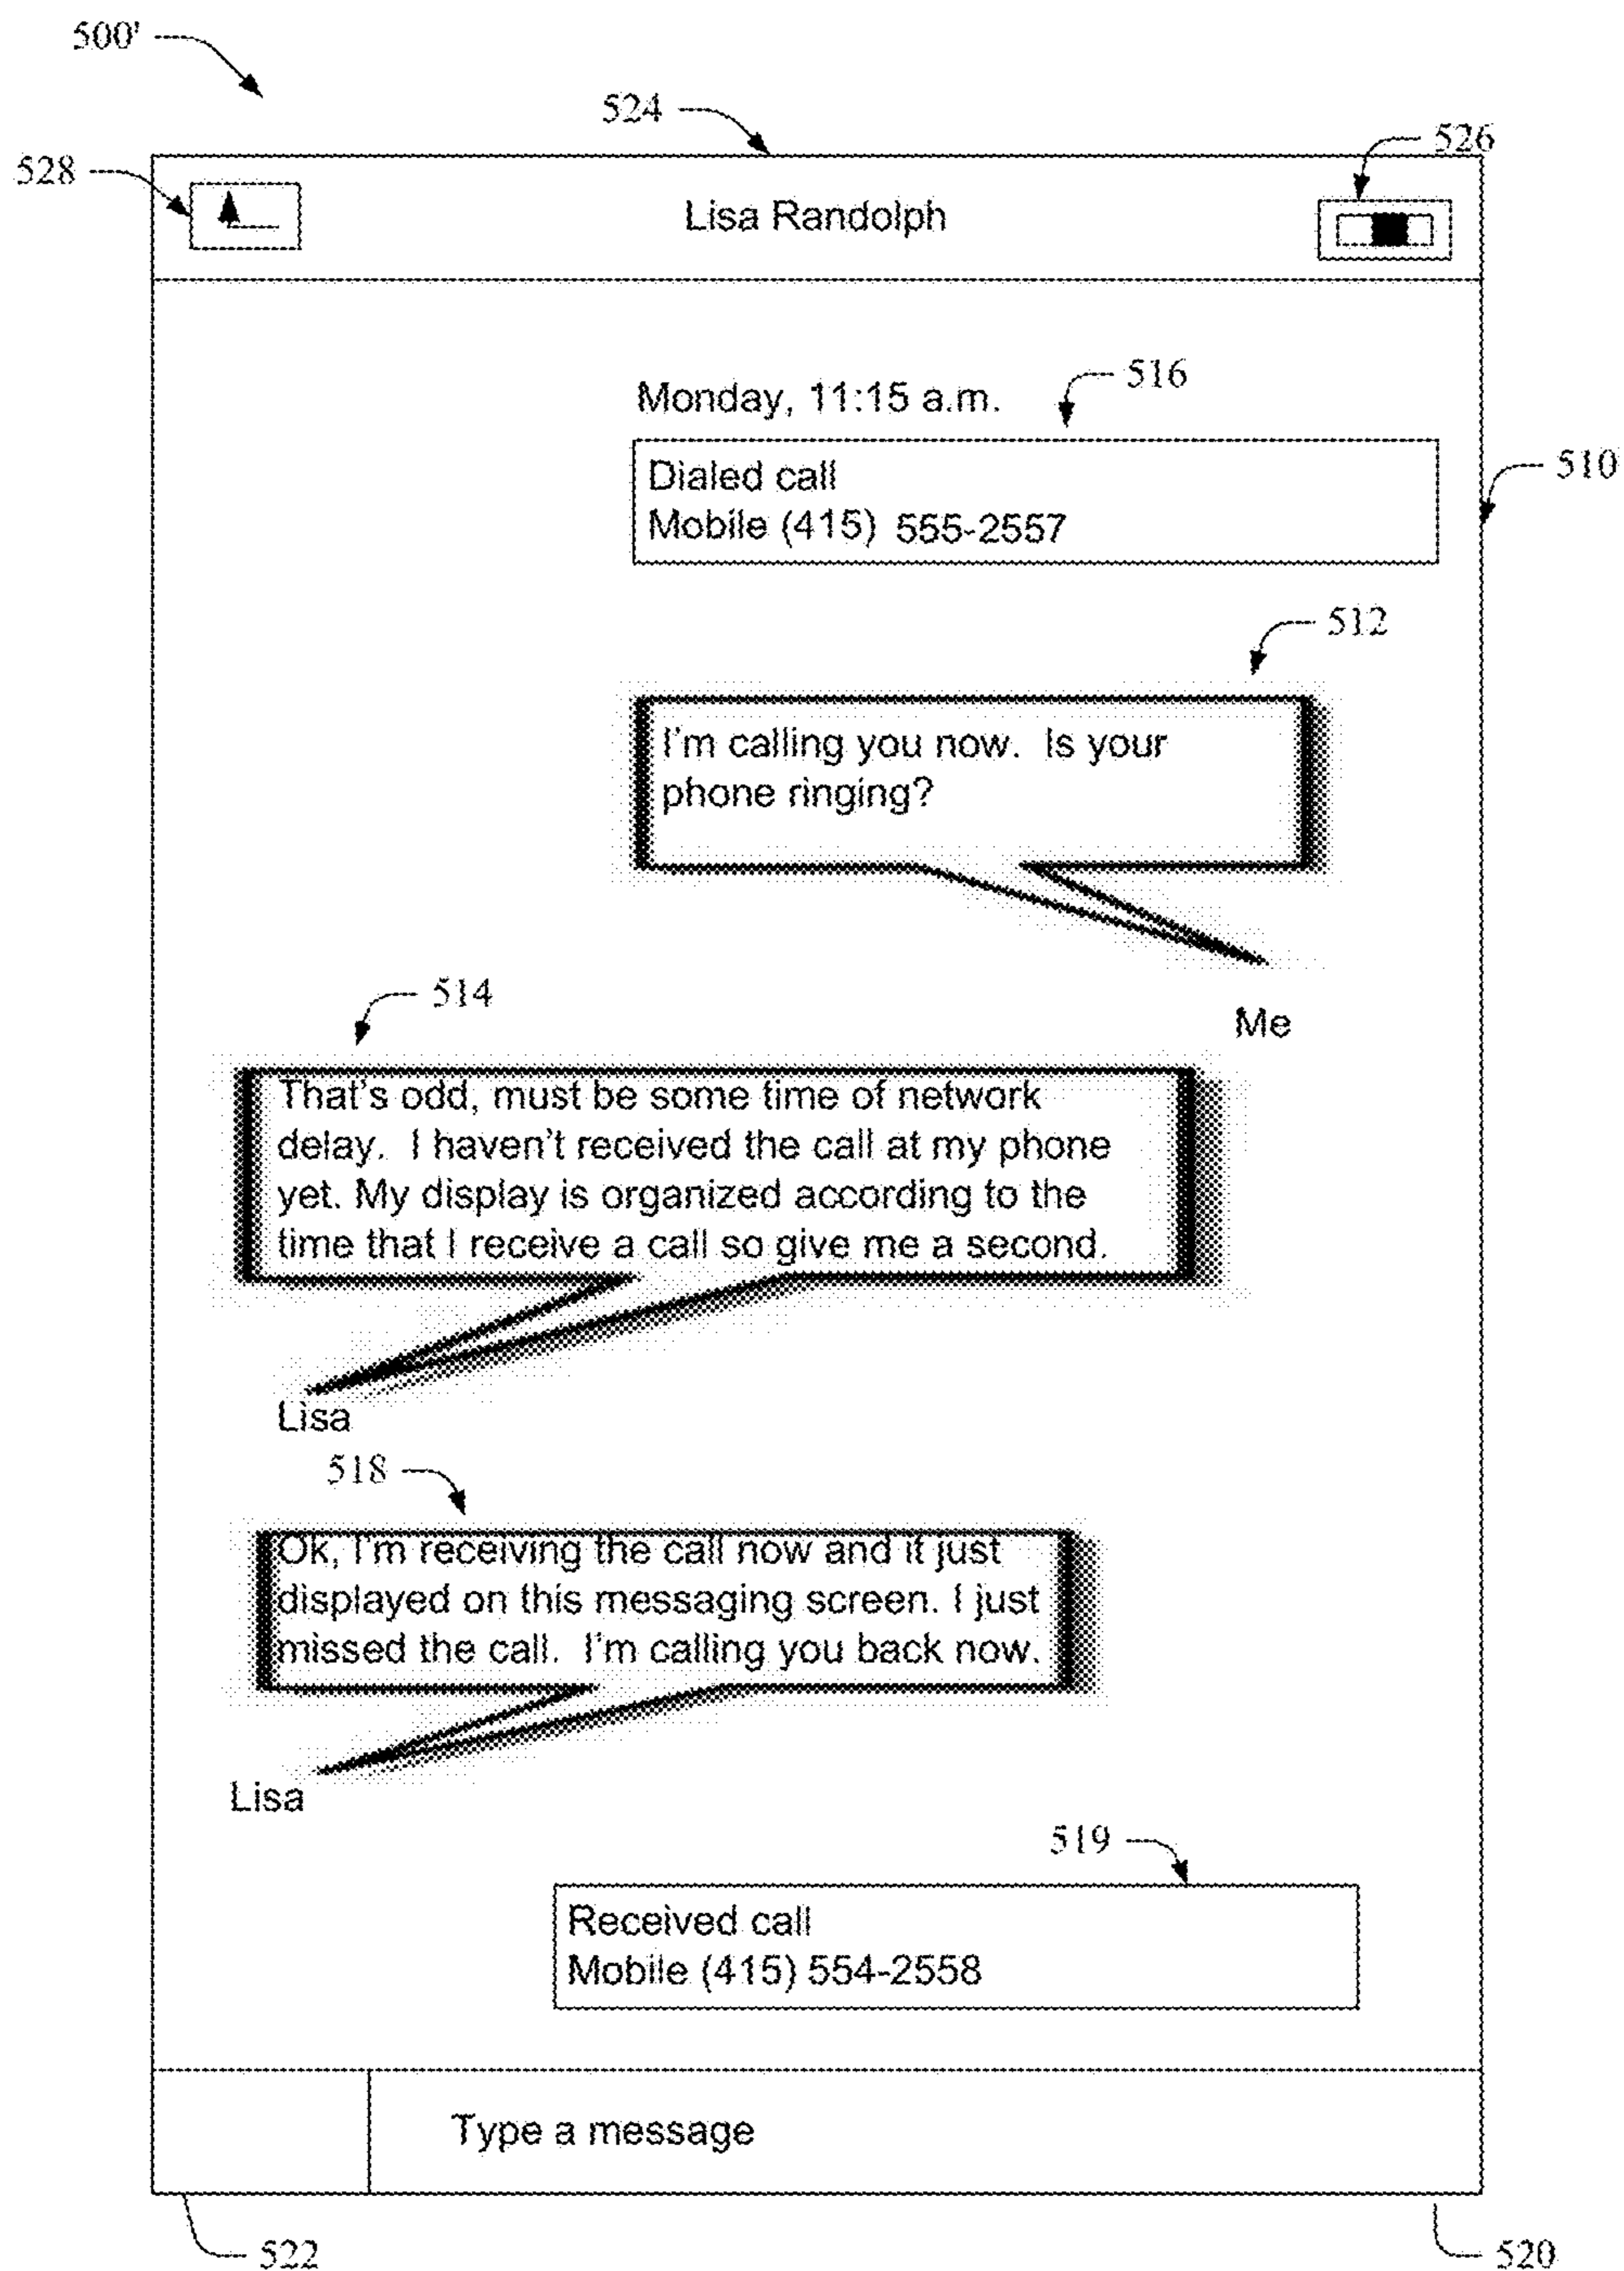 500'
524
526
528
Lisa Randolph
Monday, 11:15 a.m.
516
Dialed call
Mobile (415) 555-2557
510
512
I'm calling you now. Is your
phone ringing?
Me
514
That's odd, must be some time of network
delay. I haven't received the call at my phone
yet. My display is organized according to the
time that I receive a call so give me a second.
Lisa
518
Ok, I'm receiving the call now and it just
displayed on this messaging screen. I just
missed the call. I'm calling you back now.
Lisa
519
Received call
Mobile (415) 554-2558
Type a message
522
520